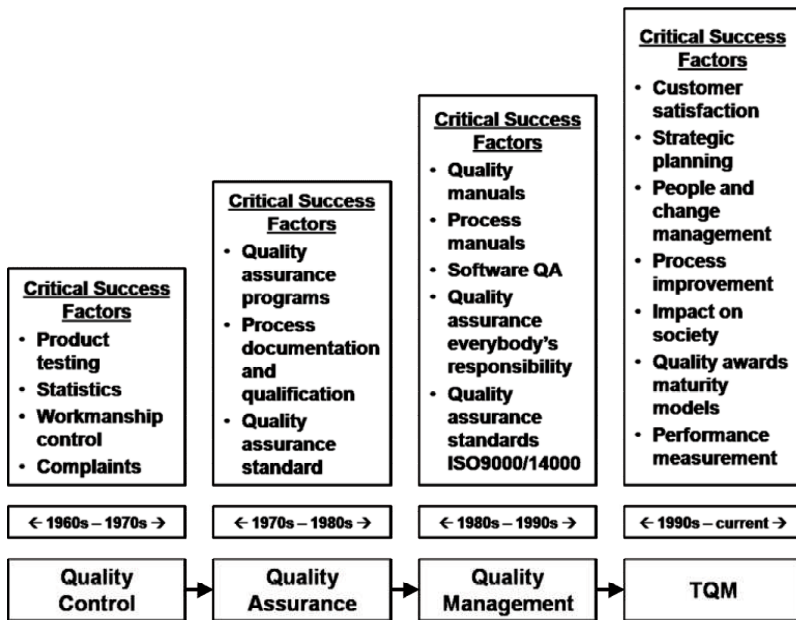 Critical Success
Factors
• Product
testing
• Statistics
• Workmanship
control
• Complaints
← 1960s – 1970s →
Quality
Control
Critical Success
Factors
• Quality
assurance
programs
• Process
documentation
and
qualification
• Quality
assurance
standard
← 1970s – 1980s →
Quality
Assurance
Critical Success
Factors
• Quality
manuals
• Process
manuals
• Software QA
• Quality
assurance
everybody's
responsibility
• Quality
assurance
standards
ISO9000/14000
← 1980s – 1990s →
Quality
Management
Critical Success
Factors
• Customer
satisfaction
• Strategic
planning
• People and
change
management
• Process
improvement
• Impact on
society
• Quality awards
maturity
models
• Performance
measurement
← 1990s – current →
TQM